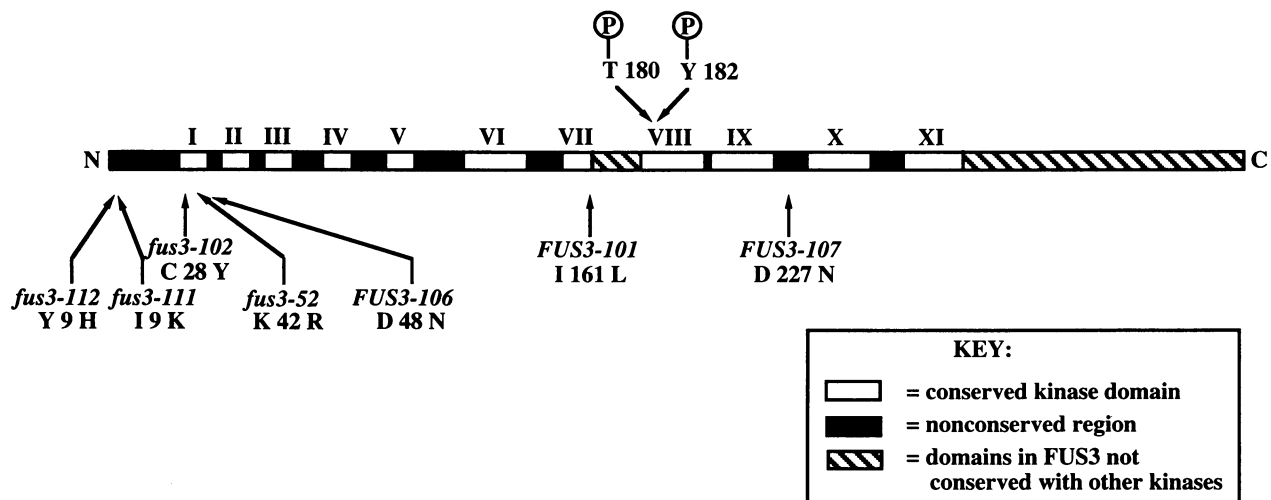 P P
T 180 Y 182
I II III IV V VI VII VIII IX X XI
N C
fus3-102
C 28 Y
FUS3-101
I 161 L
FUS3-107
D 227 N
fus3-112
Y 9 H
fus3-111
I 9 K
fus3-52
K 42 R
FUS3-106
D 48 N
KEY:
= conserved kinase domain
= nonconserved region
= domains in FUS3 not
conserved with other kinases